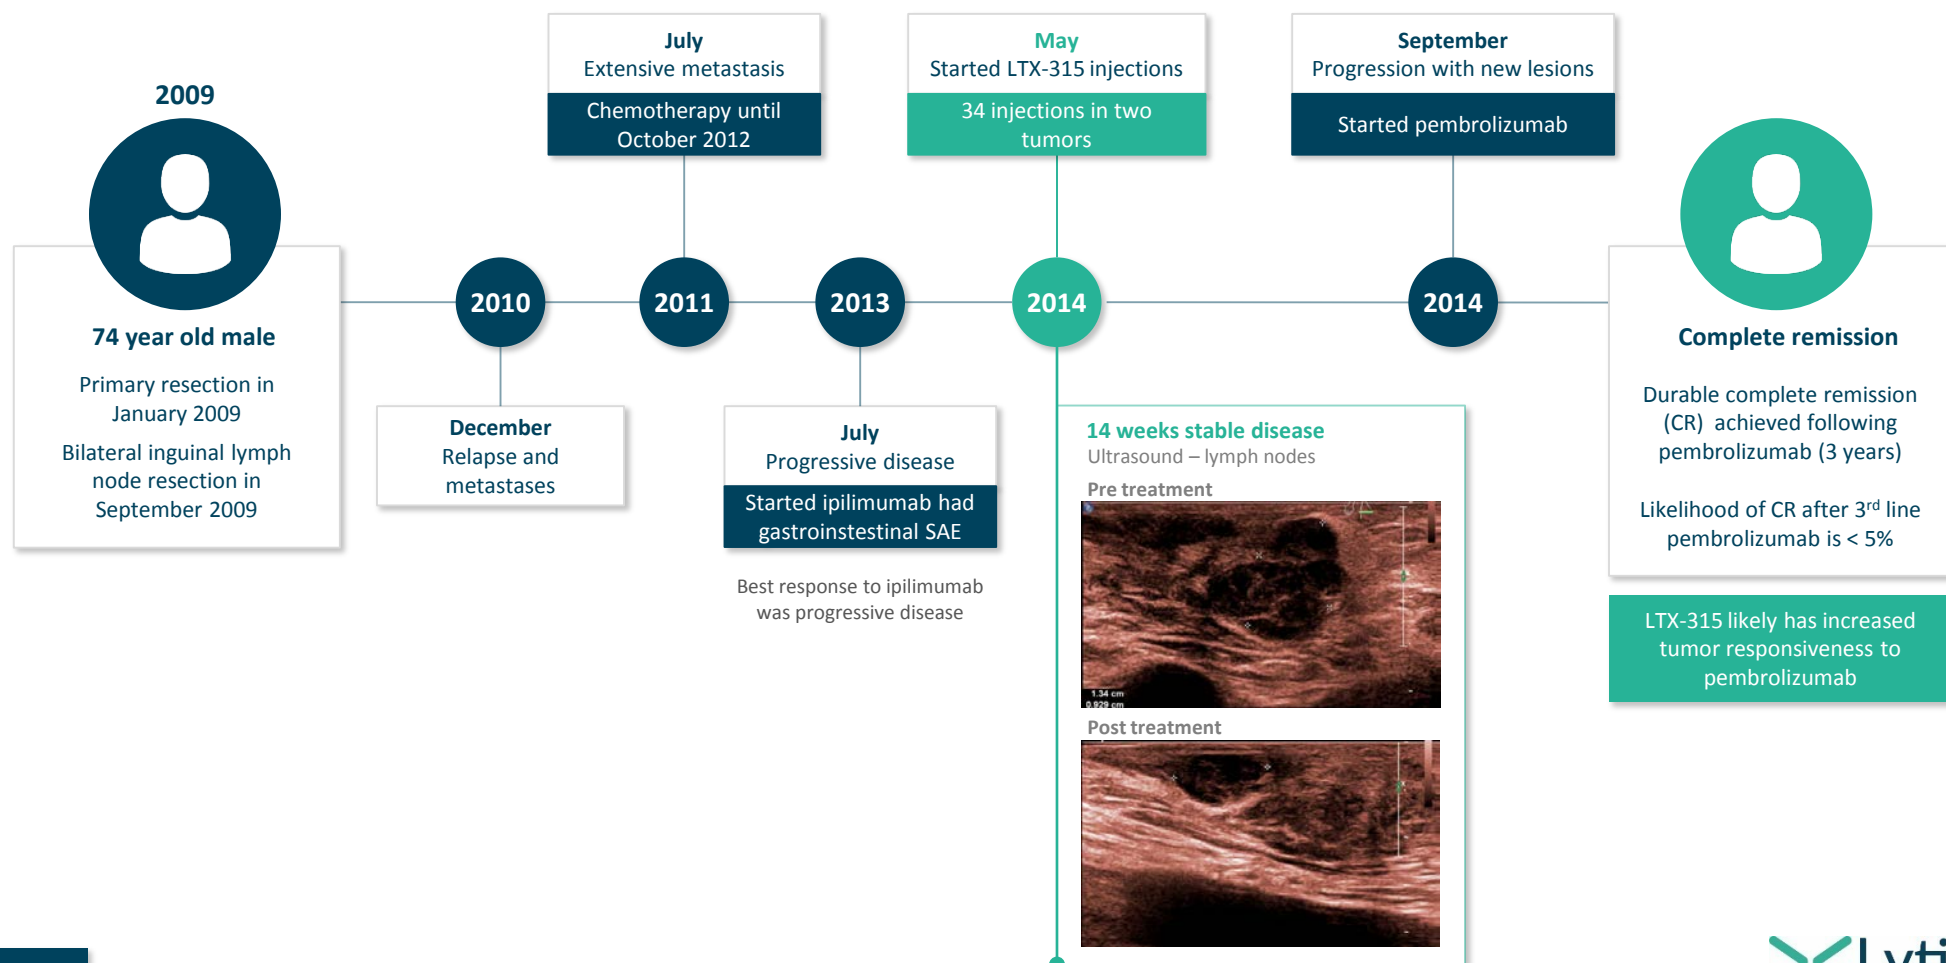 2009
74 year old male
Primary resection in
January 2009
Bilateral inguinal lymph
node resection in
September 2009
2010
December
Relapse and
metastases
July
Extensive metastasis
Chemotherapy until
October 2012
2011
2013
July
Progressive disease
Started ipilimumab had
gastroinstestinal SAE
Best response to ipilimumab
was progressive disease
May
Started LTX-315 injections
34 injections in two
tumors
2014
14 weeks stable disease
Ultrasound – lymph nodes
Pre treatment
1.34 cm
0.929 cm
Post treatment
September
Progression with new lesions
Started pembrolizumab
2014
Complete remission
Durable complete remission
(CR) achieved following
pembrolizumab (3 years)
Likelihood of CR after 3rd line
pembrolizumab is < 5%
LTX-315 likely has increased
tumor responsiveness to
pembrolizumab